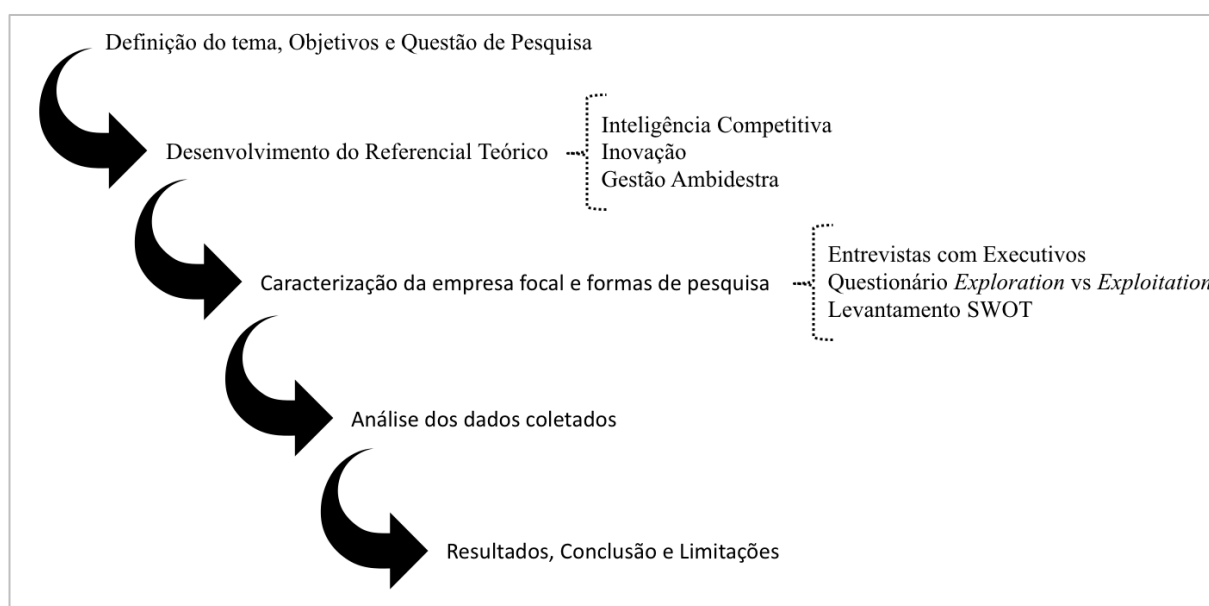 Definição do tema, Objetivos e Questão de Pesquisa
Desenvolvimento do Referencial Teórico
Inteligência Competitiva
Inovação
Gestão Ambidestra
Caracterização da empresa focal e formas de pesquisa
Entrevistas com Executivos
Questionário Exploration vs Exploitation
Levantamento SWOT
Análise dos dados coletados
Resultados, Conclusão e Limitações